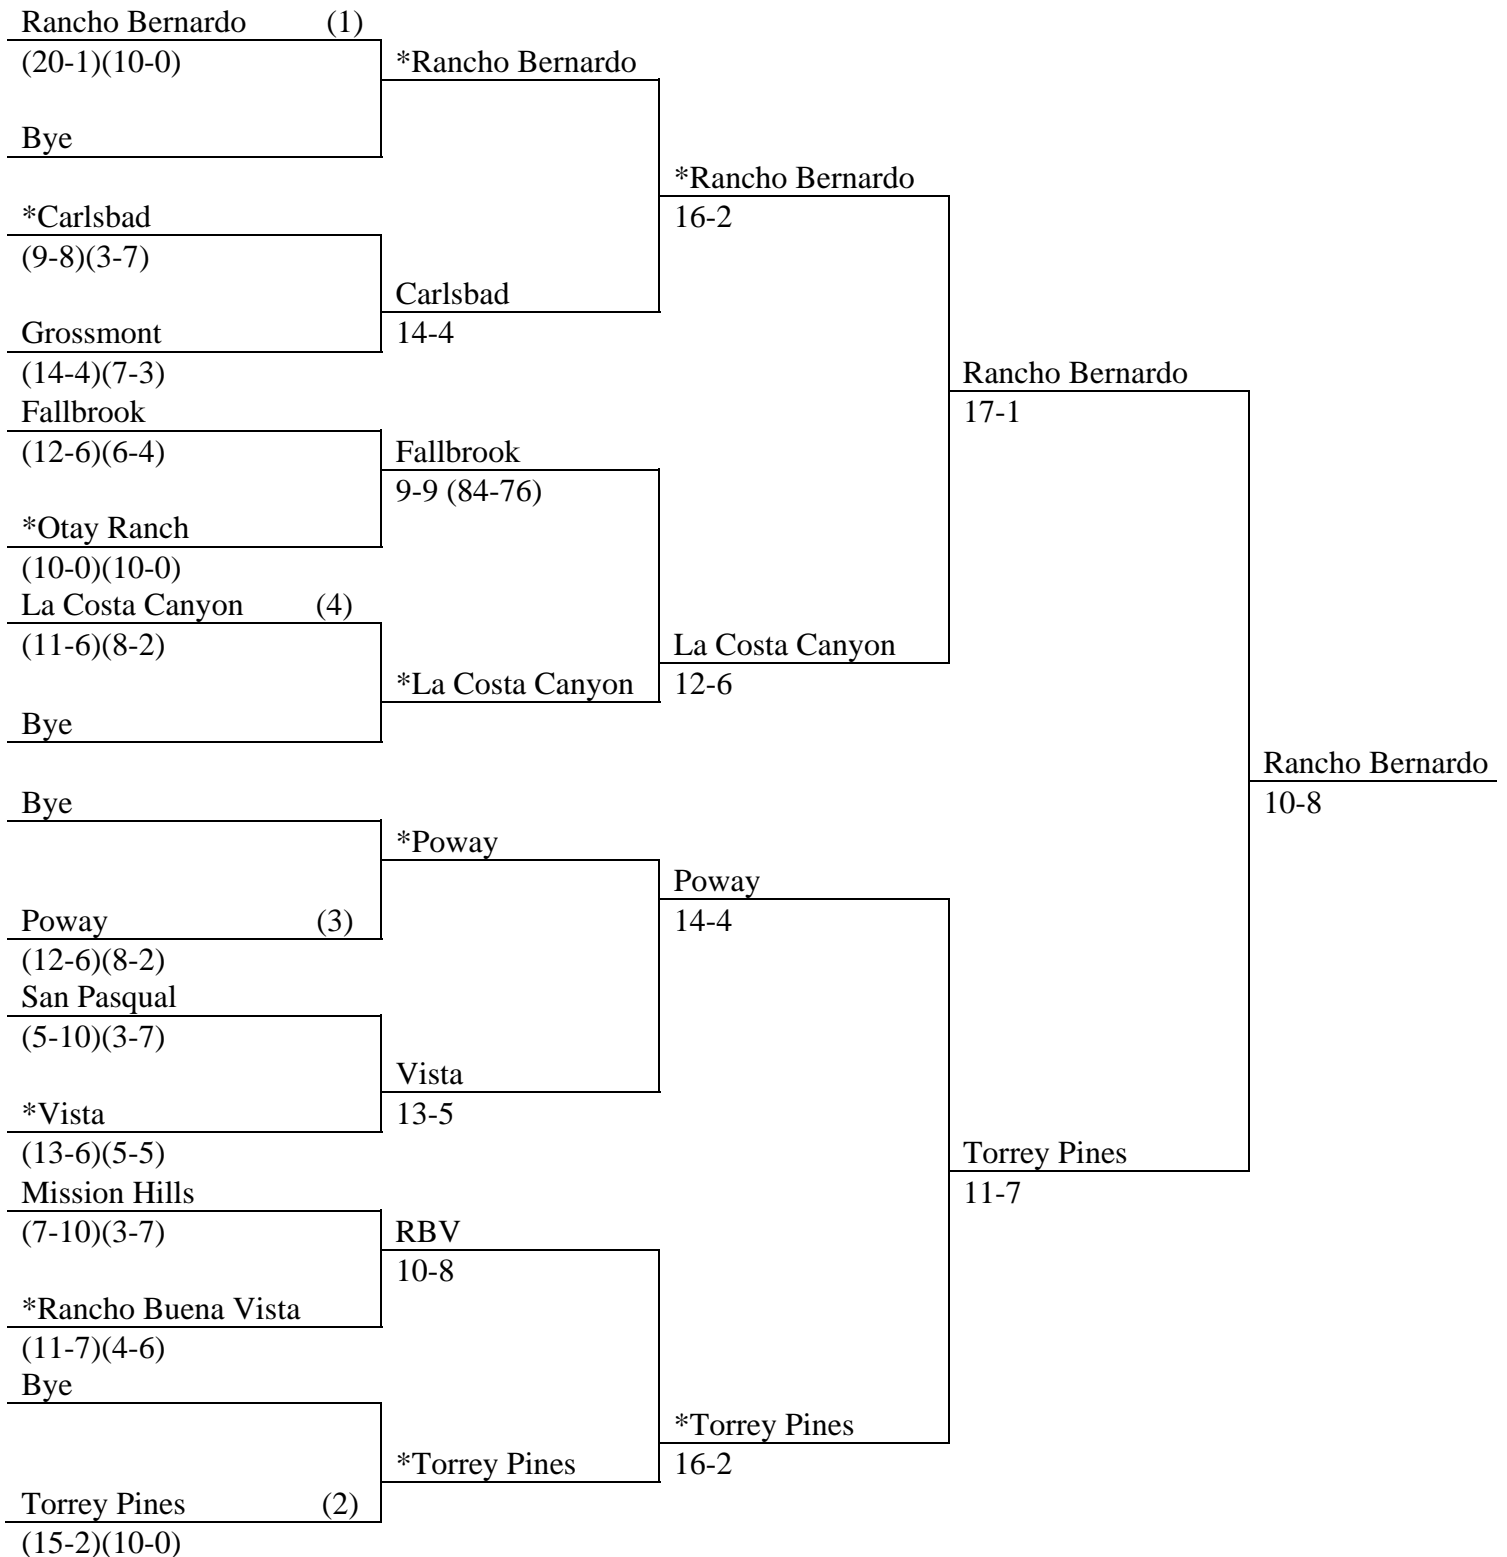 Rancho Bernardo (1)
(20-1)(10-0)
Bye
*Carlsbad
(9-8)(3-7)
Grossmont
(14-4)(7-3)
Fallbrook
(12-6)(6-4)
*Otay Ranch
(10-0)(10-0)
La Costa Canyon (4)
(11-6)(8-2)
Bye
Bye
Poway (3)
(12-6)(8-2)
San Pasqual
(5-10)(3-7)
*Vista
(13-6)(5-5)
Mission Hills
(7-10)(3-7)
*Rancho Buena Vista
(11-7)(4-6)
Bye
Torrey Pines (2)
(15-2)(10-0)
*Rancho Bernardo
Carlsbad
14-4
Fallbrook
9-9 (84-76)
*La Costa Canyon
*Poway
Vista
13-5
RBV
10-8
*Torrey Pines
*Rancho Bernardo
16-2
La Costa Canyon
12-6
Poway
14-4
*Torrey Pines
16-2
Rancho Bernardo
17-1
Torrey Pines
11-7
Rancho Bernardo
10-8